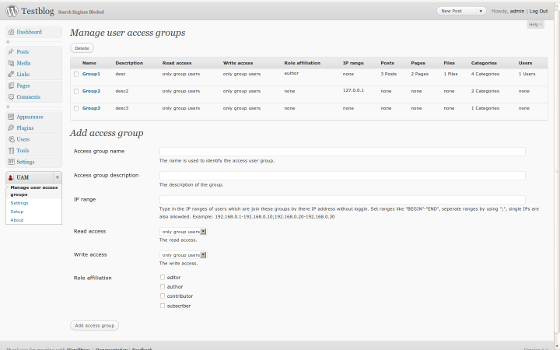 Testblog Search Engines Blocked
New Post Howdy, admin | Log Out
Help
Dashboard
Posts
Media
Links
Pages
Comments
Appearance
Plugins
Users
Tools
Settings
UAM
Manage user access
groups
Settings
Setup
About
Manage user access groups
Delete
Name Description Read access Write access Role affiliation IP range Posts Pages Files Categories Users
Group1 desc only group users only group users author none 3 Posts 2 Pages 1 Files 4 Categories 1 Users
Group2 desc2 only group users only group users none 127.0.0.1 none none none 2 Categories none
Group3 desc3 only group users only group users none none none none none 1 Categories none
Add access group
Access group name
The name is used to identify the access user group.
Access group description
The description of the group.
IP range
Type in the IP ranges of users which are join these groups by there IP address without loggin. Set ranges like "BEGIN"-"END", seperate ranges by using ";", single IPs are
also allowded. Example: 192.168.0.1-192.168.0.10;192.168.0.20-192.168.0.30
Read access only group users
The read access.
Write access only group users
The write access.
Role affiliation
editor
author
contributor
subscriber
Add access group